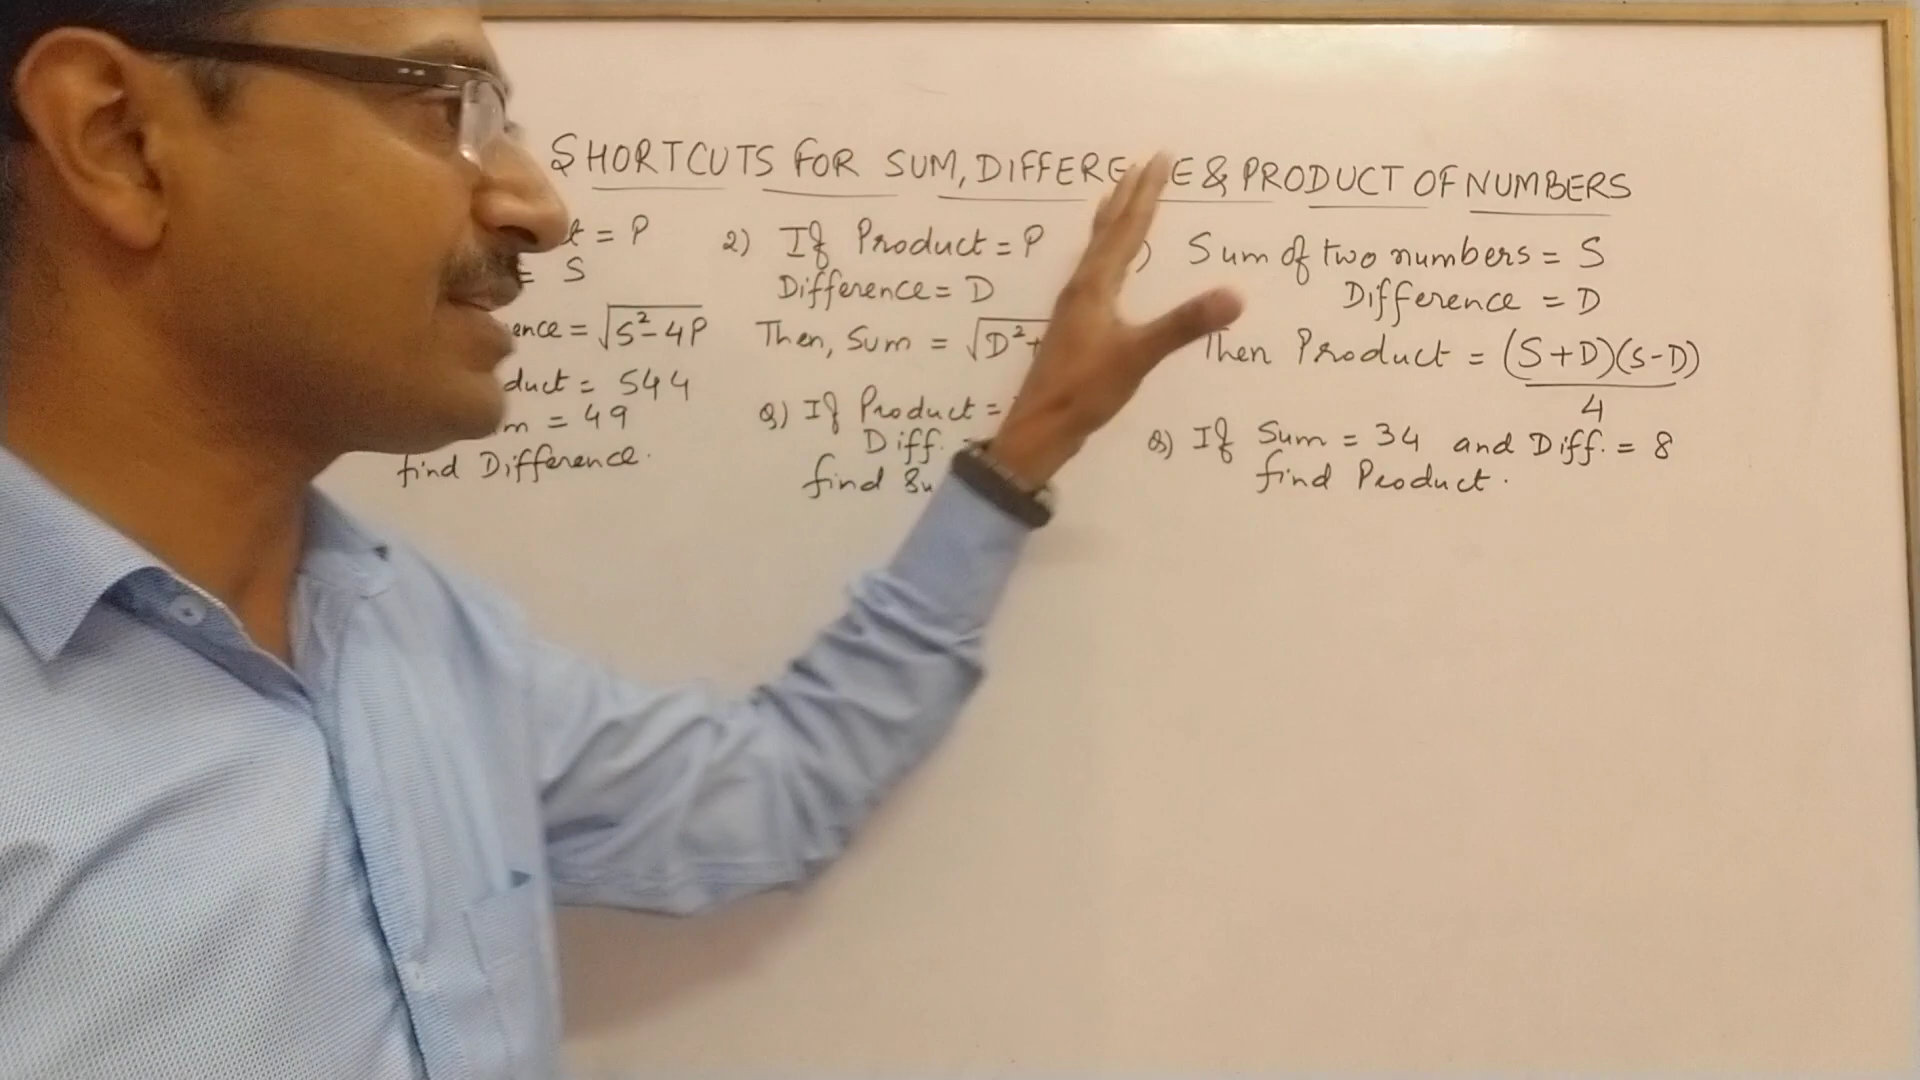 SHORTCUTS FOR SUM, DIFFERE E & PRODUCT OF NUMBERS
= P
= S
= √S²-4P
= 544
= 49
find Difference.
2) If Product = P
Difference = D
Then, Sum = √D²+
Q) If Product =
Diff.
find
) Sum of two numbers = S
Difference = D
Then Product = (S+D)(S-D)
4
Q) If Sum = 34 and Diff. = 8
find Product.